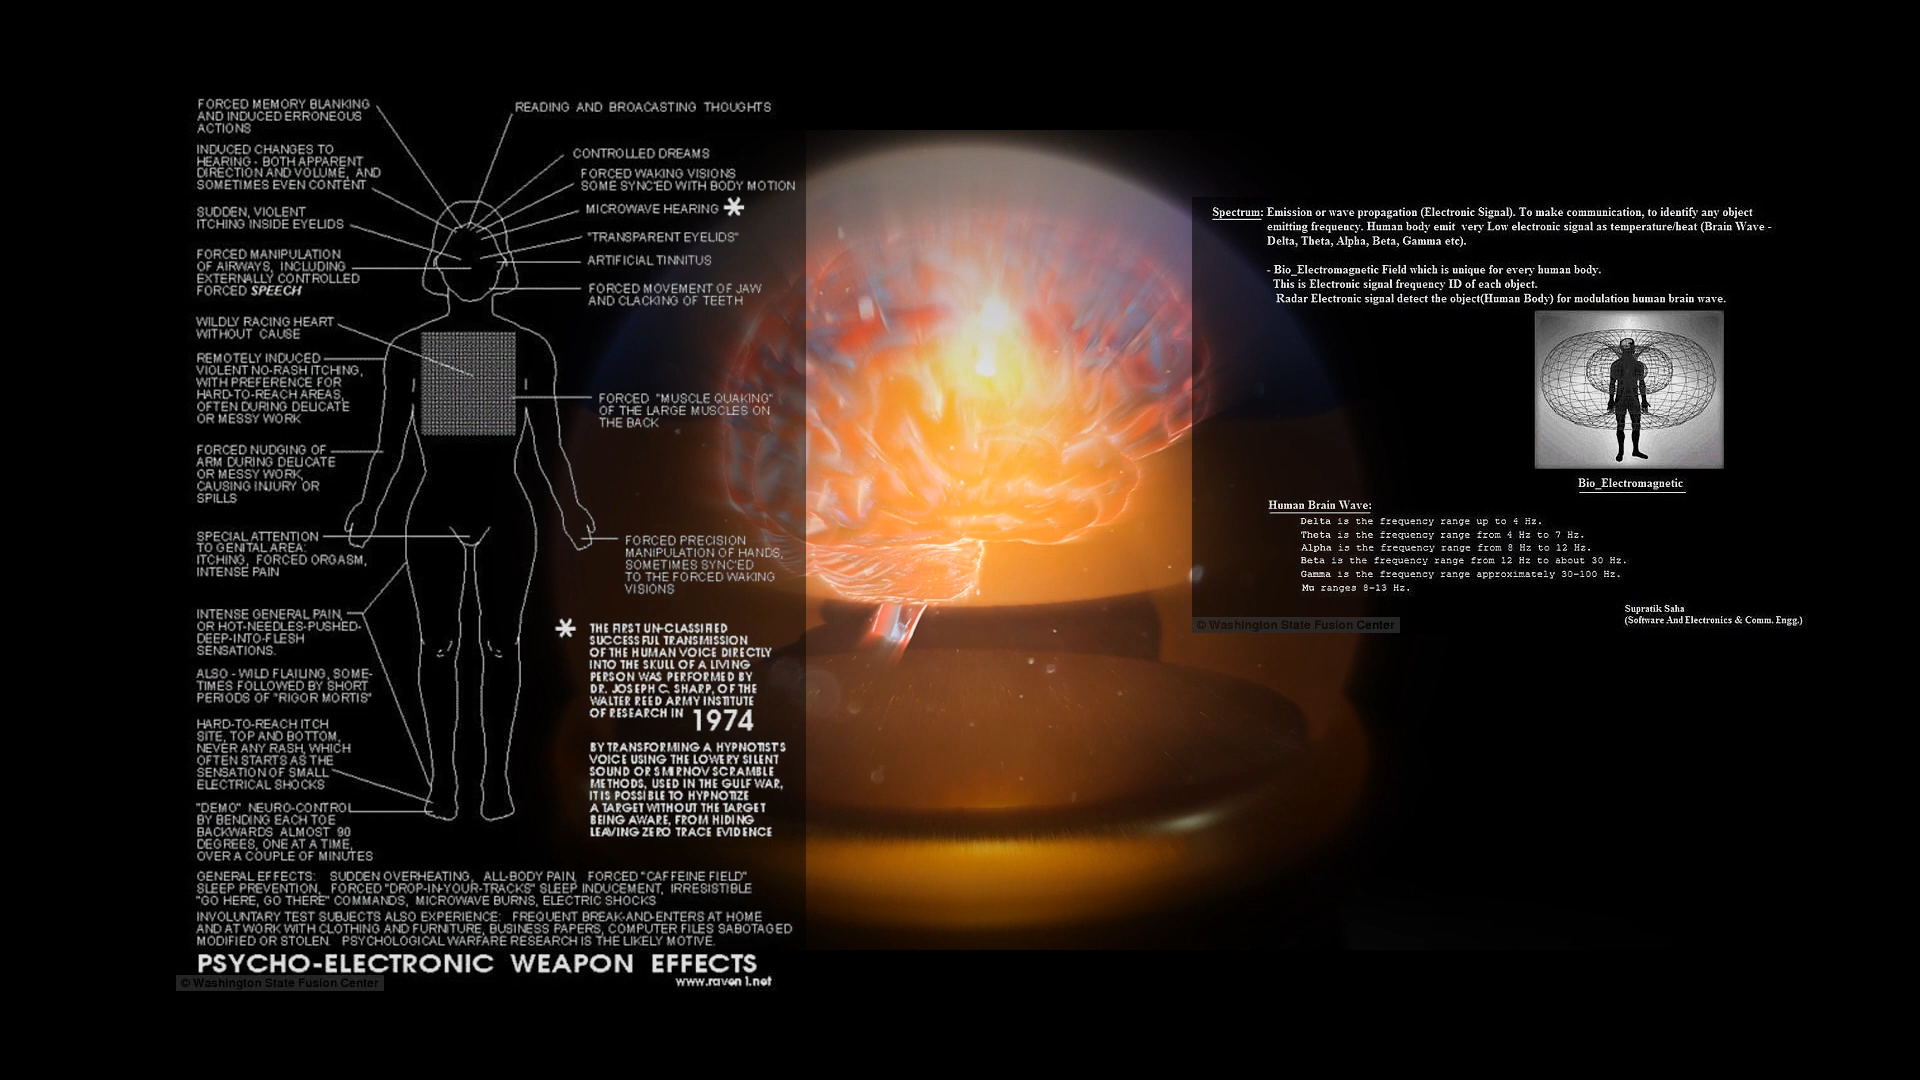 FORCED MEMORY BLANKING
AND INDUCED ERRONEOUS
ACTIONS
INDUCED CHANGES TO
HEARING - BOTH APPARENT
DIRECTION AND VOLUME, AND
SOMETIMES EVEN CONTENT
SUDDEN, VIOLENT
ITCHING INSIDE EYELIDS
FORCED MANIPULATION
OF AIRWAYS, INCLUDING
EXTERNALLY CONTROLLED
FORCED SPEECH
WILDLY RACING HEART
WITHOUT CAUSE
REMOTELY INDUCED
VIOLENT NO-RASH ITCHING,
WITH PREFERENCE FOR
HARD-TO-REACH AREAS,
OFTEN DURING DELICATE
OR MESSY WORK
FORCED NUDGING OF
ARM DURING DELICATE
OR MESSY WORK,
CAUSING INJURY OR
SPILLS
SPECIAL ATTENTION
TO GENITAL AREA:
ITCHING, FORCED ORGASM,
INTENSE PAIN
INTENSE GENERAL PAIN,
OR HOT-NEEDLES-PUSHED-
DEEP-INTO-FLESH
SENSATIONS.
ALSO - WILD FLAILING, SOME-
TIMES FOLLOWED BY SHORT
PERIODS OF "RIGOR MORTIS"
HARD-TO-REACH ITCH
SITE, TOP AND BOTTOM,
NEVER ANY RASH, WHICH
OFTEN STARTS AS THE
SENSATION OF SMALL
ELECTRICAL SHOCKS
"DEMO" NEURO-CONTROL
BY BENDING EACH TOE
BACKWARDS ALMOST 90
DEGREES, ONE AT A TIME,
OVER A COUPLE OF MINUTES
READING AND BROACASTING THOUGHTS
CONTROLLED DREAMS
FORCED WAKING VISIONS
SOME SYNC'ED WITH BODY MOTION
MICROWAVE HEARING *
"TRANSPARENT EYELIDS"
ARTIFICIAL TINNITUS
FORCED MOVEMENT OF JAW
AND CLACKING OF TEETH
FORCED "MUSCLE QUAKING"
OF THE LARGE MUSCLES ON
THE BACK
FORCED PRECISION
MANIPULATION OF HANDS,
SOMETIMES SYNC'ED
TO THE FORCED WAKING
VISIONS
* THE FIRST UN-CLASSIFIED
SUCCESSFUL TRANSMISSION
OF THE HUMAN VOICE DIRECTLY
INTO THE SKULL OF A LIVING
PERSON WAS PERFORMED BY
DR. JOSEPH C. SHARP, OF THE
WALTER REED ARMY INSTITUTE
OF RESEARCH IN 1974
BY TRANSFORMING A HYPNOTIST'S
VOICE USING THE LOWERY SILENT
SOUND OR SMIRNOV SCRAMBLE
METHODS, USED IN THE GULF WAR,
IT IS POSSIBLE TO HYPNOTIZE
A TARGET WITHOUT THE TARGET
BEING AWARE, FROM HIDING
LEAVING ZERO TRACE EVIDENCE
GENERAL EFFECTS: SUDDEN OVERHEATING, ALL-BODY PAIN, FORCED "CAFFEINE FIELD"
SLEEP PREVENTION, FORCED "DROP-IN-YOUR-TRACKS" SLEEP INDUCEMENT, IRRESISTIBLE
"GO HERE, GO THERE" COMMANDS, MICROWAVE BURNS, ELECTRIC SHOCKS
INVOLUNTARY TEST SUBJECTS ALSO EXPERIENCE: FREQUENT BREAK-AND-ENTERS AT HOME
AND AT WORK WITH CLOTHING AND FURNITURE, BUSINESS PAPERS, COMPUTER FILES SABOTAGED
MODIFIED OR STOLEN. PSYCHOLOGICAL WARFARE RESEARCH IS THE LIKELY MOTIVE.
PSYCHO-ELECTRONIC WEAPON EFFECTS
www.raven1.net
© Washington State Fusion Center
Spectrum: Emission or wave propagation (Electronic Signal). To make communication, to identify any object
emitting frequency. Human body emit very Low electronic signal as temperature/heat (Brain Wave -
Delta, Theta, Alpha, Beta, Gamma etc).
- Bio_Electromagnetic Field which is unique for every human body.
This is Electronic signal frequency ID of each object.
Radar Electronic signal detect the object(Human Body) for modulation human brain wave.
Bio_Electromagnetic
Human Brain Wave:
Delta is the frequency range up to 4 Hz.
Theta is the frequency range from 4 Hz to 7 Hz.
Alpha is the frequency range from 8 Hz to 12 Hz.
Beta is the frequency range from 12 Hz to about 30 Hz.
Gamma is the frequency range approximately 30-100 Hz.
Mu ranges 8-13 Hz.
Supratik Saha
(Software And Electronics & Comm. Engg.)
© Washington State Fusion Center